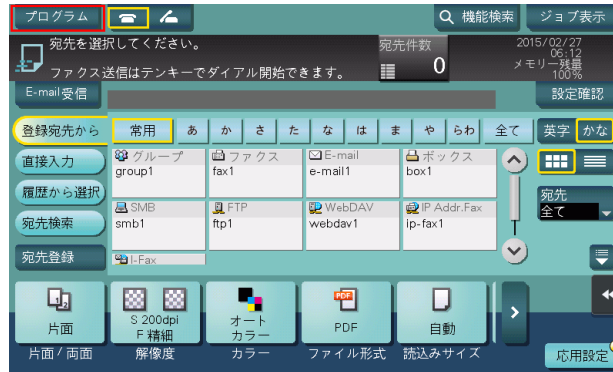 プログラム
機能検索
ジョブ表示
宛先を選択してください。
ファクス送信はテンキーでダイアル開始できます。
宛先件数
0
2015/02/27
06:12
メモリー残量
100%
E-mail受信
設定確認
登録宛先から
常用
あ
か
さ
た
な
は
ま
や
らわ
全て
英字
かな
直接入力
グループ
group1
ファクス
fax1
E-mail
e-mail1
ボックス
box1
履歴から選択
SMB
smb1
FTP
ftp1
WebDAV
webdav1
IP Addr.Fax
ip-fax1
宛先
全て
宛先検索
宛先登録
I-Fax
片面
S 200dpi
F 精細
オート
カラー
PDF
PDF
自動
片面/両面
解像度
カラー
ファイル形式
読込みサイズ
応用設定